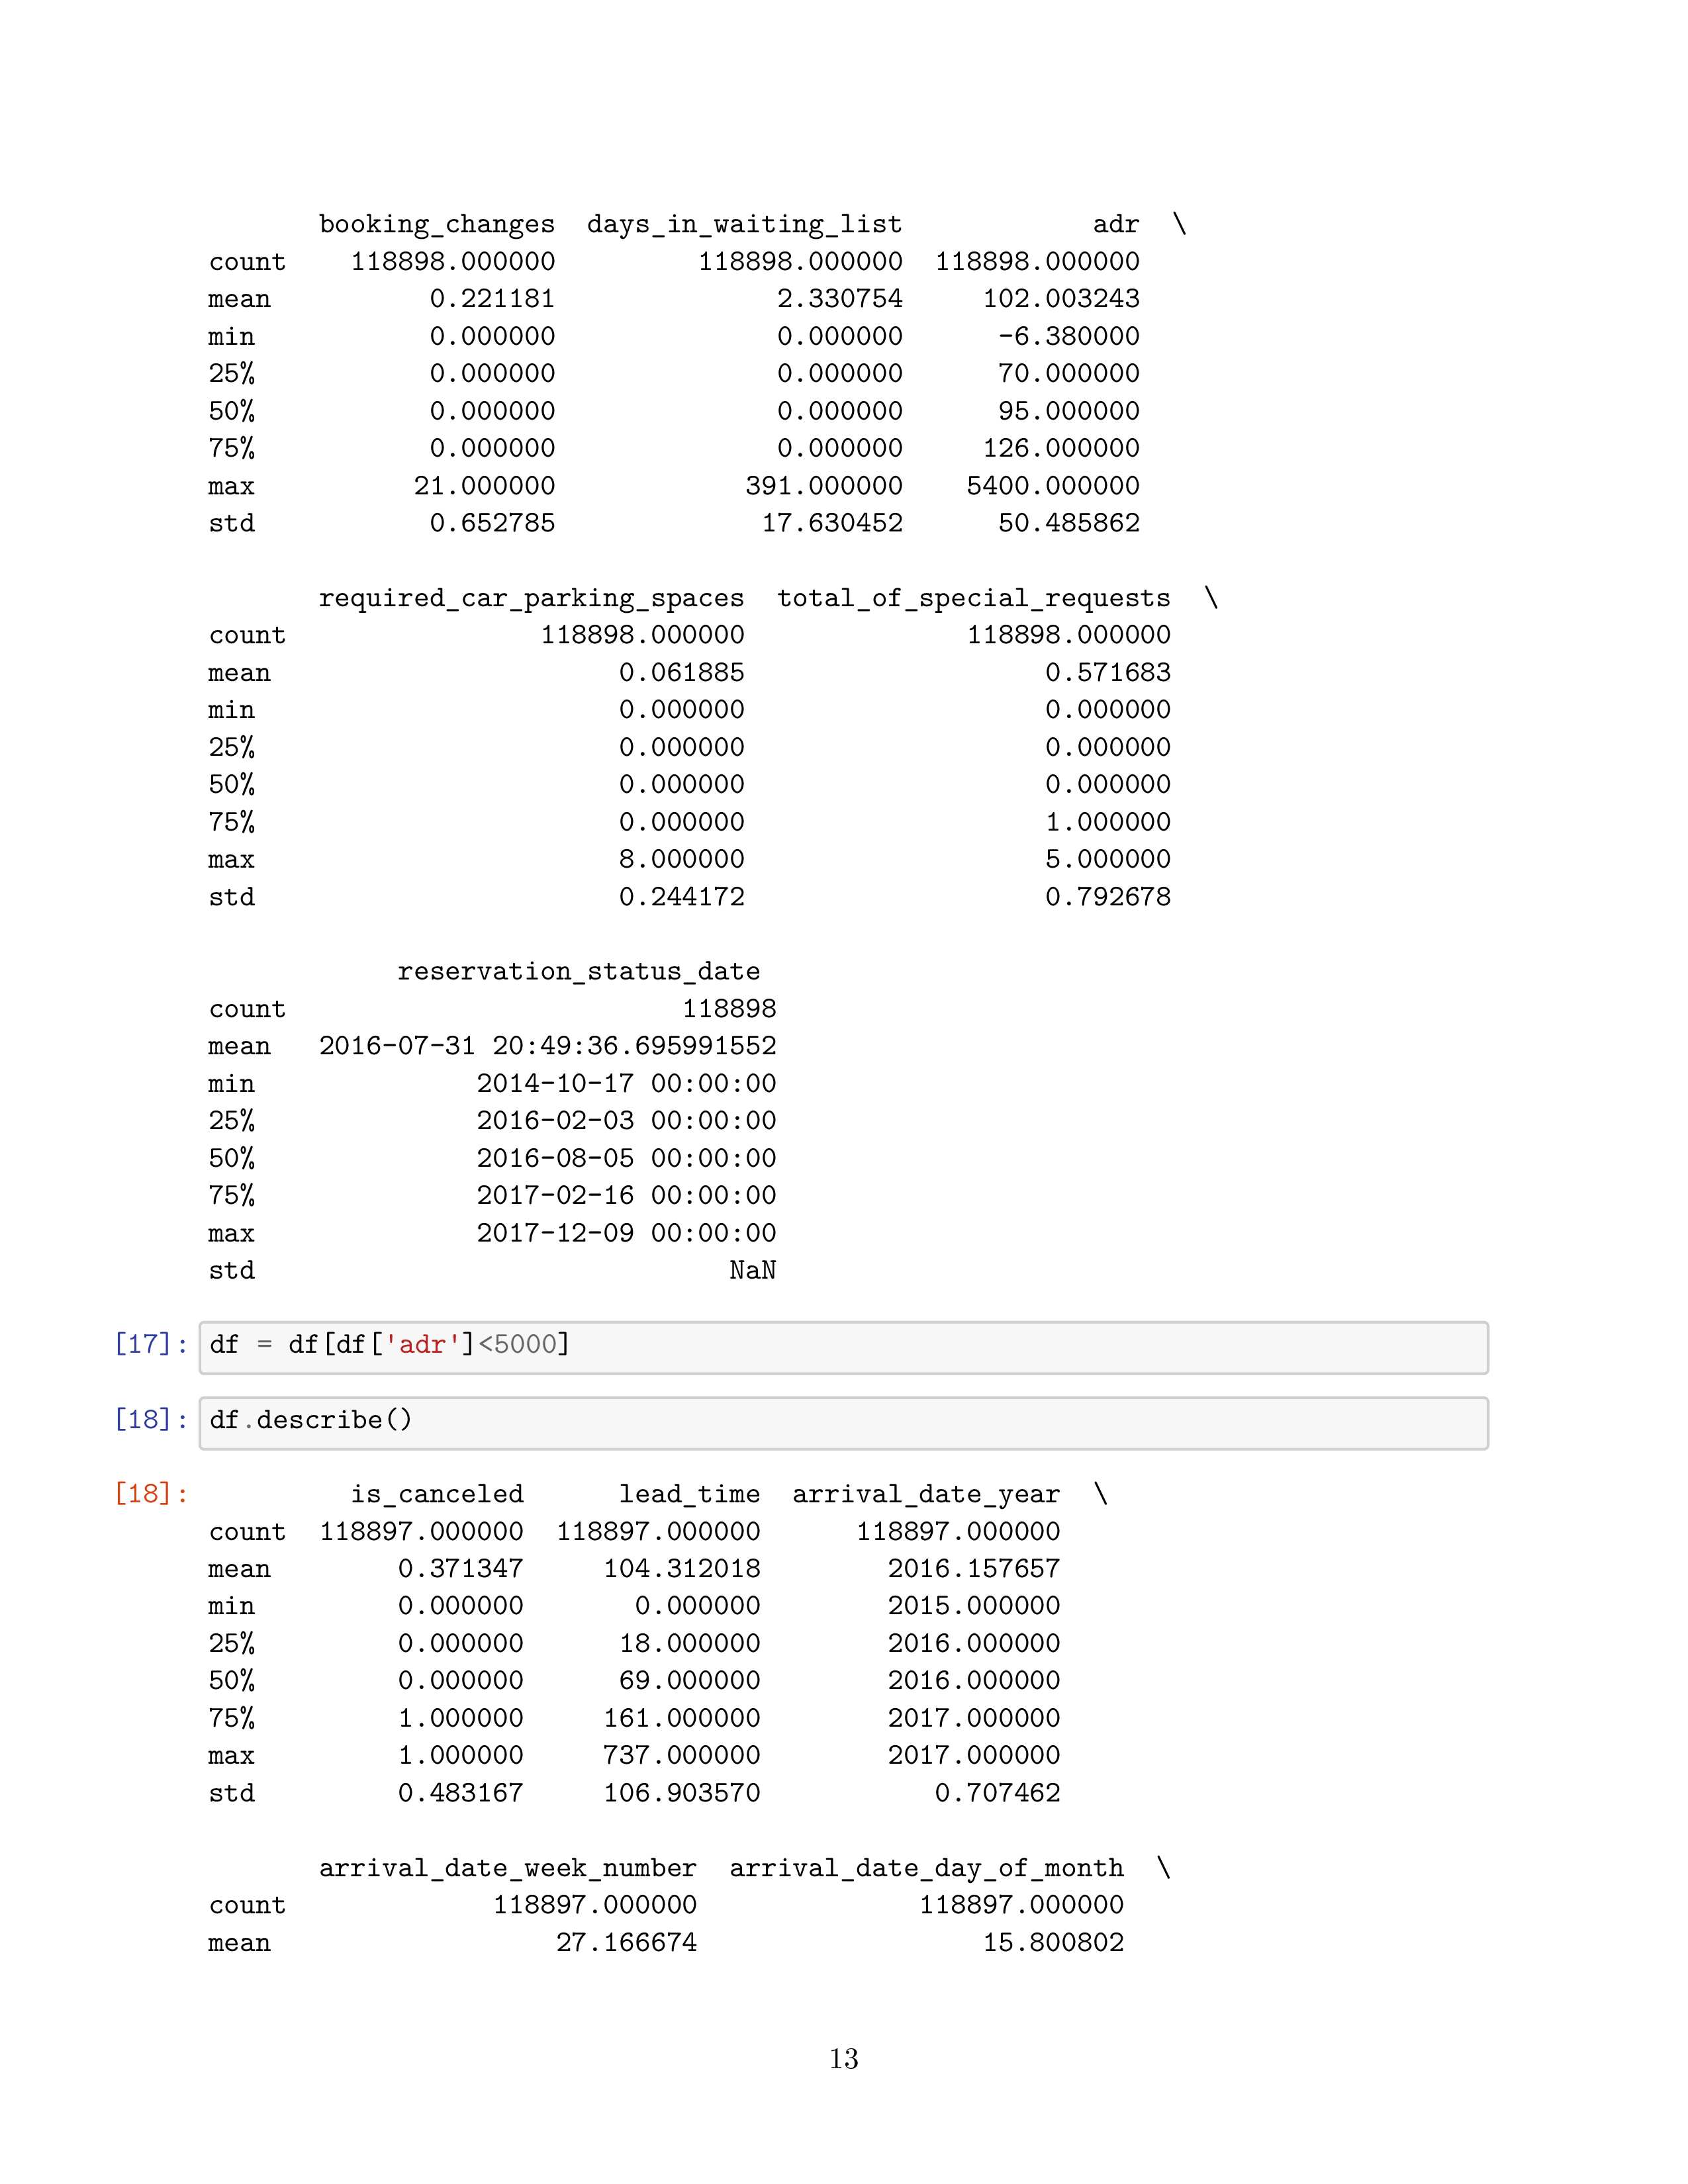 booking_changes  days_in_waiting_list            adr  \
count    118898.000000         118898.000000  118898.000000
mean          0.221181              2.330754     102.003243
min           0.000000              0.000000      -6.380000
25%           0.000000              0.000000      70.000000
50%           0.000000              0.000000      95.000000
75%           0.000000              0.000000     126.000000
max          21.000000            391.000000    5400.000000
std           0.652785             17.630452      50.485862
required_car_parking_spaces  total_of_special_requests  \
count                118898.000000              118898.000000
mean                      0.061885                   0.571683
min                       0.000000                   0.000000
25%                       0.000000                   0.000000
50%                       0.000000                   0.000000
75%                       0.000000                   1.000000
max                       8.000000                   5.000000
std                       0.244172                   0.792678
reservation_status_date
count                         118898
mean   2016-07-31 20:49:36.695991552
min              2014-10-17 00:00:00
25%              2016-02-03 00:00:00
50%              2016-08-05 00:00:00
75%              2017-02-16 00:00:00
max              2017-12-09 00:00:00
std                              NaN
[17]: df = df[df['adr']<5000]
[18]: df.describe()
[18]:          is_canceled      lead_time  arrival_date_year  \
count  118897.000000  118897.000000      118897.000000
mean        0.371347     104.312018        2016.157657
min         0.000000       0.000000        2015.000000
25%         0.000000      18.000000        2016.000000
50%         0.000000      69.000000        2016.000000
75%         1.000000     161.000000        2017.000000
max         1.000000     737.000000        2017.000000
std         0.483167     106.903570           0.707462
arrival_date_week_number  arrival_date_day_of_month  \
count             118897.000000              118897.000000
mean                  27.166674                  15.800802
13